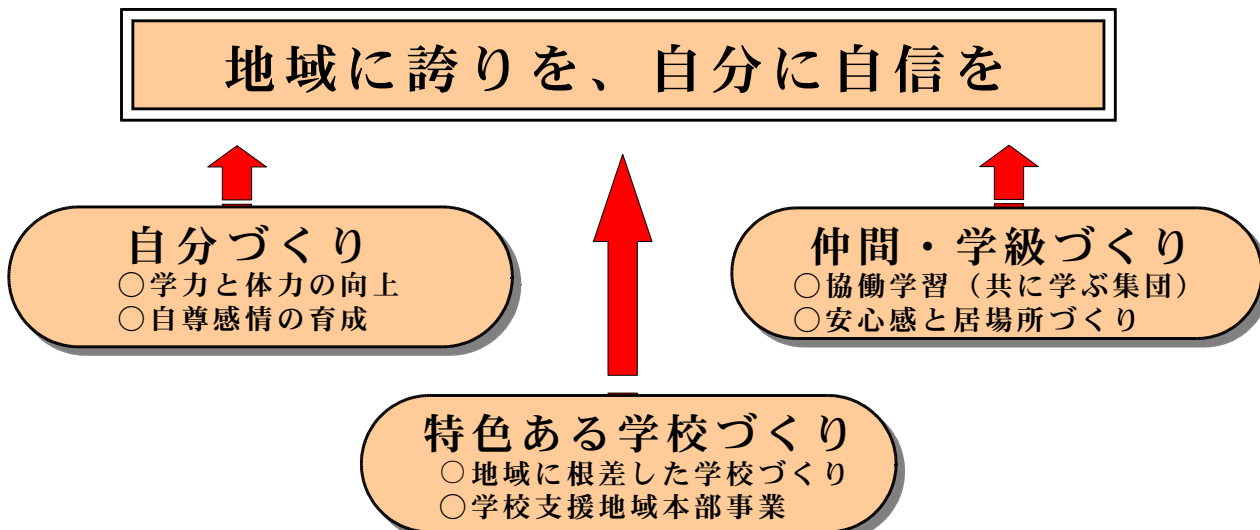 地域に誇りを、自分に自信を
自分づくり
○学力と体力の向上
○自尊感情の育成
仲間・学級づくり
○協働学習（共に学ぶ集団）
○安心感と居場所づくり
特色ある学校づくり
○地域に根差した学校づくり
○学校支援地域本部事業